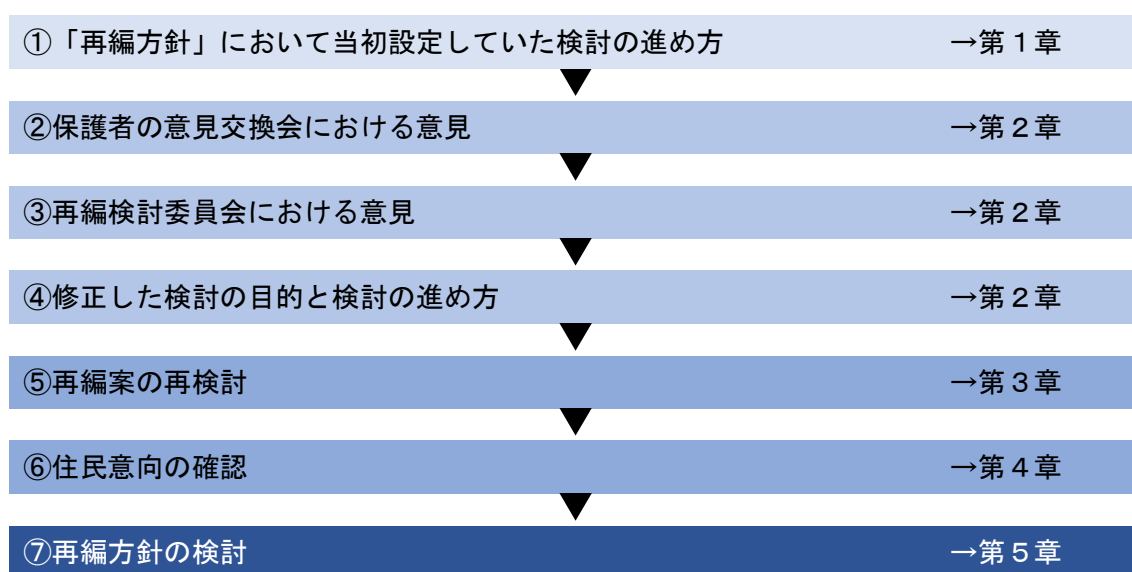 ①「再編方針」において当初設定していた検討の進め方 →第１章
②保護者の意見交換会における意見 →第２章
③再編検討委員会における意見 →第２章
④修正した検討の目的と検討の進め方 →第２章
⑤再編案の再検討 →第３章
⑥住民意向の確認 →第４章
⑦再編方針の検討 →第５章